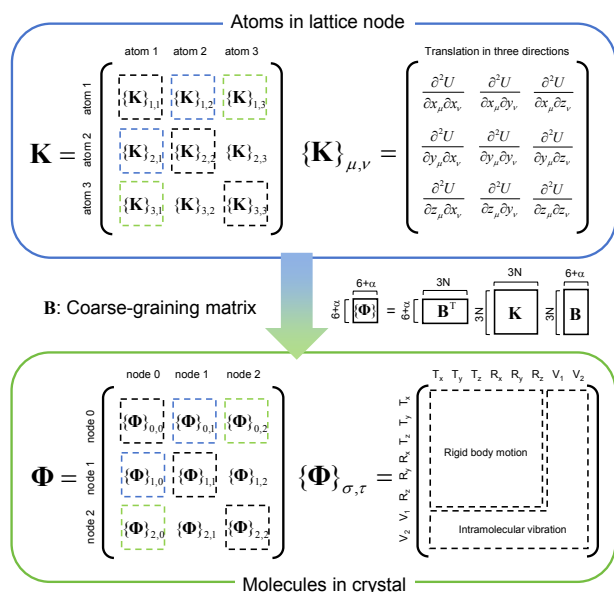 Atoms in lattice node
atom 1 atom 2 atom 3
Translation in three directions
atom 1
atom 2
atom 3
K =
{K}1,1 {K}1,2 {K}1,3
{K}2,1 {K}2,2 {K}2,3
{K}3,1 {K}3,2 {K}3,3
{K}μ,ν =
∂²U/∂xμ∂xν ∂²U/∂xμ∂yν ∂²U/∂xμ∂zν
∂²U/∂yμ∂xν ∂²U/∂yμ∂yν ∂²U/∂yμ∂zν
∂²U/∂zμ∂xν ∂²U/∂zμ∂yν ∂²U/∂zμ∂zν
B: Coarse-graining matrix
6+α 3N 3N 6+α
6+α {Φ} = 6+α Bᵀ 3N K 3N B
node 0 node 1 node 2
node 0
node 1
node 2
Φ =
{Φ}0,0 {Φ}0,1 {Φ}0,2
{Φ}1,0 {Φ}1,1 {Φ}1,2
{Φ}2,0 {Φ}2,1 {Φ}2,2
{Φ}σ,τ =
Tx Ty Tz Rx Ry Rz V1 V2
Tx
Ty
Tz
Rx
Ry
Rz
V1
V2
Rigid body motion
Intramolecular vibration
Molecules in crystal